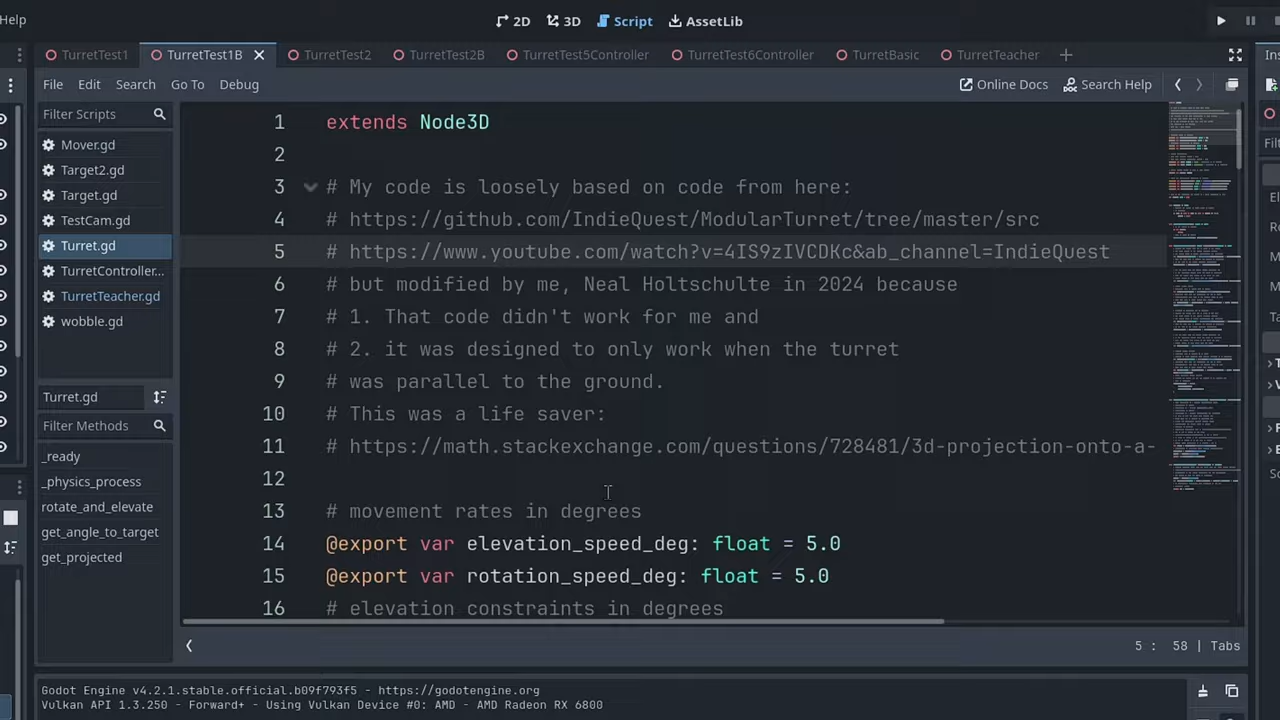 Help
2D 3D Script AssetLib
TurretTest1 TurretTest1B TurretTest2 TurretTest2B TurretTest5Controller TurretTest6Controller TurretBasic TurretTeacher
File Edit Search Go To Debug Online Docs Search Help
Filter Scripts
Mover.gd
Target2.gd
Target.gd
TestCam.gd
Turret.gd
TurretController...
TurretTeacher.gd
wobble.gd
Turret.gd
Filter Methods
_ready
_physics_process
rotate_and_elevate
get_angle_to_target
get_projected
1 extends Node3D
2
3 # My code is loosely based on code from here:
4 # https://github.com/IndieQuest/ModularTurret/tree/master/src
5 # https://www.youtube.com/watch?v=4IS9zIVCDKc&ab_channel=IndieQuest
6 # but modified by me, Neal Holtschulte in 2024 because
7 # 1. That code didn't work for me and
8 # 2. it was designed to only work when the turret
9 # was parallel to the ground.
10 # This was a life saver:
11 # https://math.stackexchange.com/questions/728481/3d-projection-onto-a-
12
13 # movement rates in degrees
14 @export var elevation_speed_deg: float = 5.0
15 @export var rotation_speed_deg: float = 5.0
16 # elevation constraints in degrees
5 : 58 | Tabs
Godot Engine v4.2.1.stable.official.b09f793f5 - https://godotengine.org
Vulkan API 1.3.250 - Forward+ - Using Vulkan Device #0: AMD - AMD Radeon RX 6800